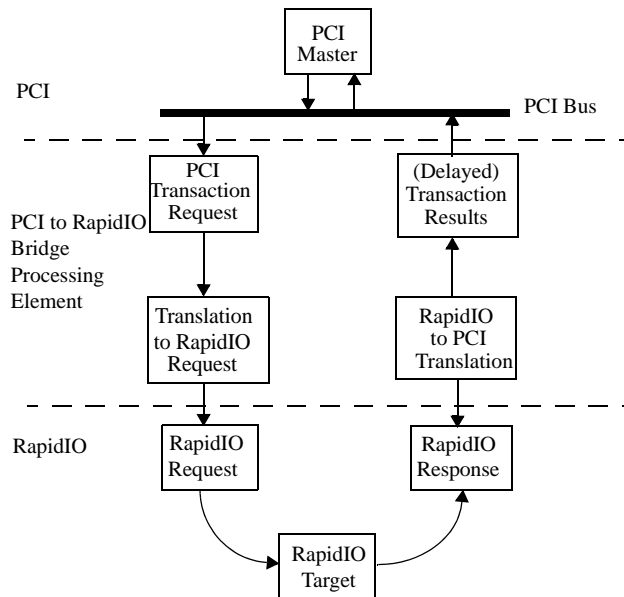 PCI
Master
PCI
PCI Bus
PCI
Transaction
Request
(Delayed)
Transaction
Results
PCI to RapidIO
Bridge
Processing
Element
Translation
to RapidIO
Request
RapidIO
to PCI
Translation
RapidIO
RapidIO
Request
RapidIO
Response
RapidIO
Target